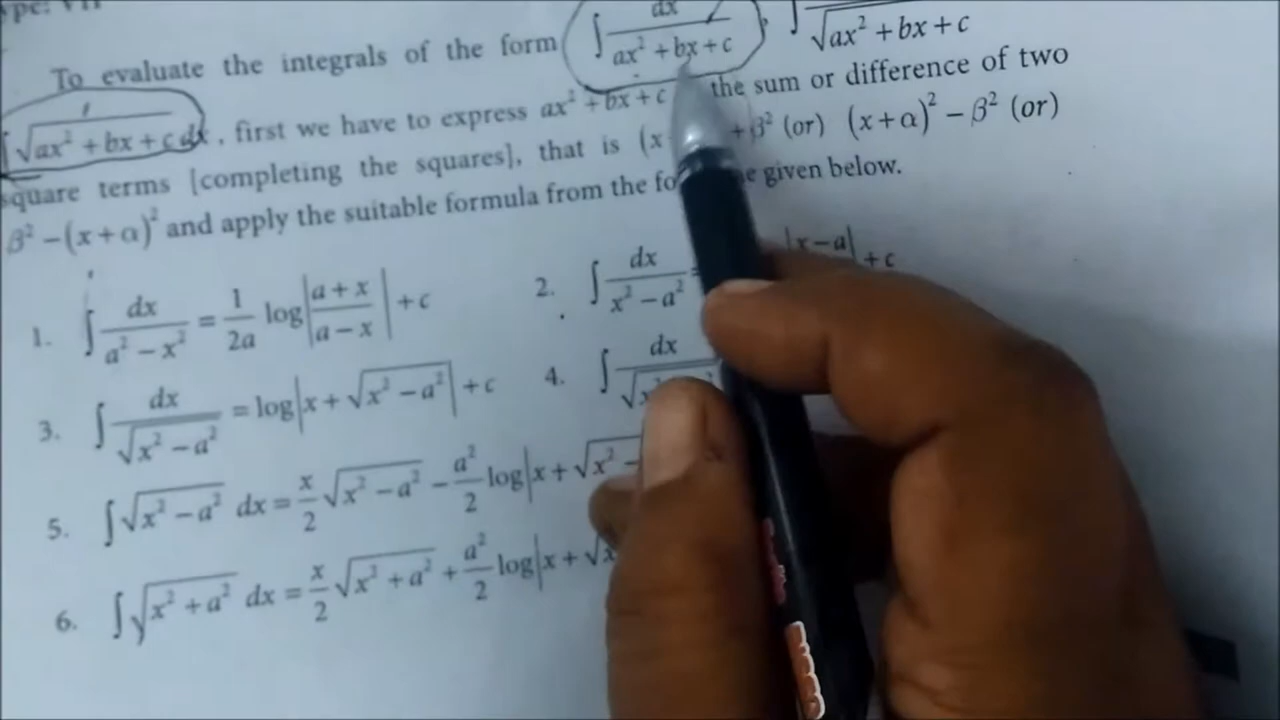 To evaluate the integrals of the form ∫ dx / (ax² + bx + c), ∫ / √(ax² + bx + c)
∫ √(ax² + bx + c) dx, first we have to express ax² + bx + c the sum or difference of two
square terms [completing the squares], that is (x + β² (or) (x + α)² − β² (or)
β² − (x + α)² and apply the suitable formula from the given below.
1. ∫ dx / (a² − x²) = 1/2a log |(a + x)/(a − x)| + c
2. ∫ dx / (x² − a²) = |x − a| + c
3. ∫ dx / √(x² − a²) = log |x + √(x² − a²)| + c
4. ∫ dx / √
5. ∫ √(x² − a²) dx = x/2 √(x² − a²) − a²/2 log |x + √x² −
6. ∫ √(x² + a²) dx = x/2 √(x² + a²) + a²/2 log |x + √